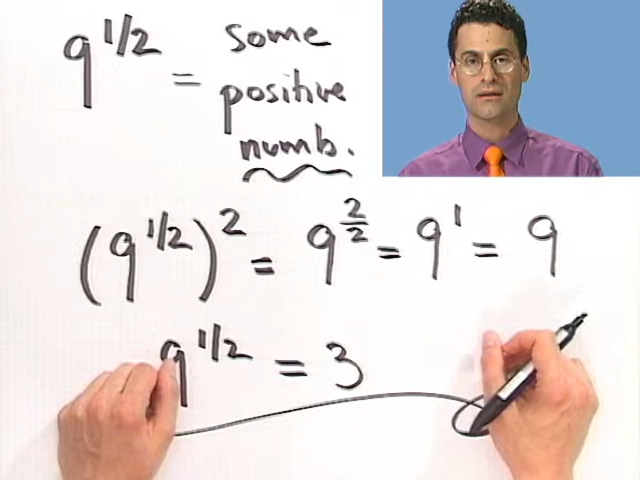 9^1/2 = some
positive
numb.
(9^1/2)^2 = 9^2/2 = 9^1 = 9
9^1/2 = 3